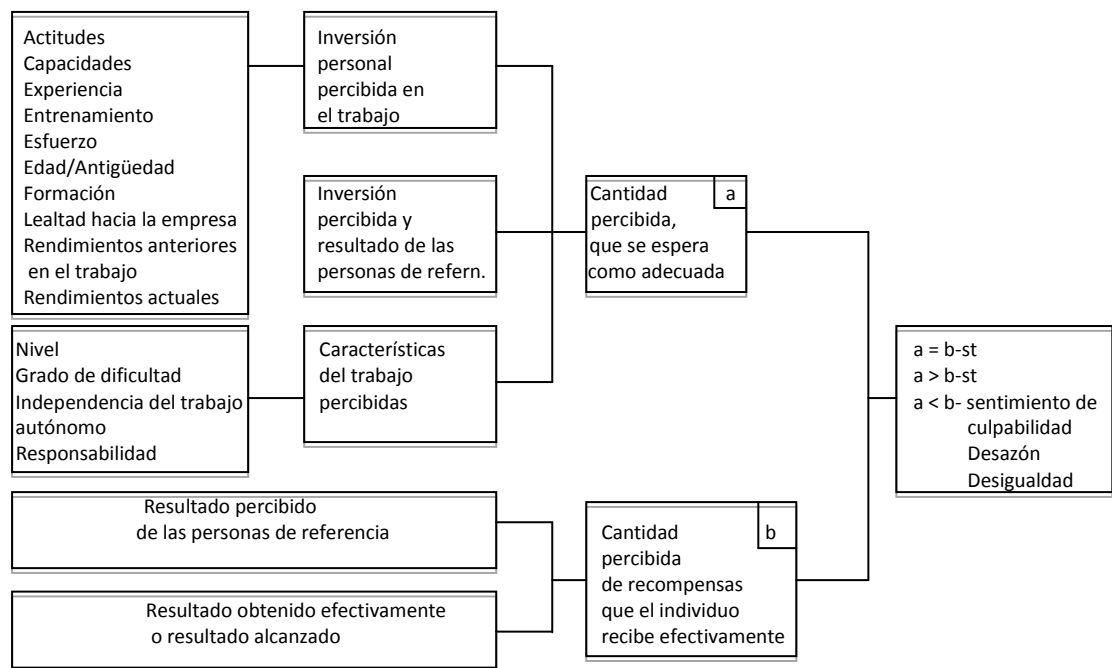 Actitudes
Capacidades
Experiencia
Entrenamiento
Esfuerzo
Edad/Antigüedad
Formación
Lealtad hacia la empresa
Rendimientos anteriores
en el trabajo
Rendimientos actuales
Inversión
personal
percibida en
el trabajo
Inversión
percibida y
resultado de las
personas de refern.
Nivel
Grado de dificultad
Independencia del trabajo
autónomo
Responsabilidad
Características
del trabajo
percibidas
Cantidad
percibida,
que se espera
como adecuada
a
Resultado percibido
de las personas de referencia
Resultado obtenido efectivamente
o resultado alcanzado
Cantidad
percibida
de recompensas
que el individuo
recibe efectivamente
b
a = b-st
a > b-st
a < b- sentimiento de
culpabilidad
Desazón
Desigualdad